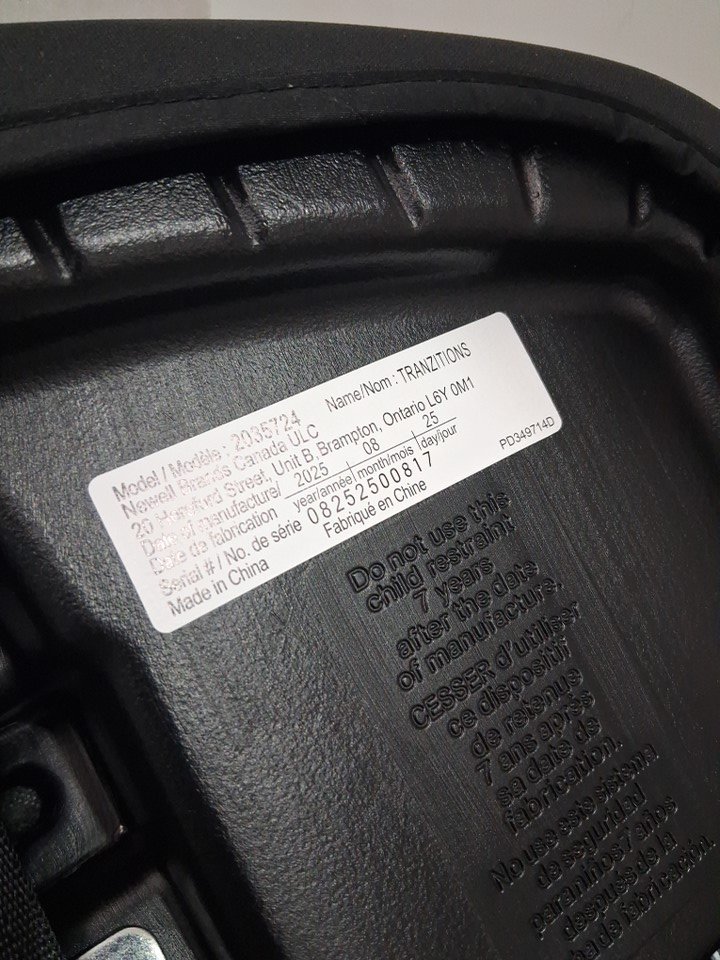 Model / Modèle : 2035724
Name/Nom : TRANZITIONS
Newell Brands Canada ULC
20 Hereford Street, Unit B, Brampton, Ontario L6Y 0M1
Date of manufacture/ 2025 08 25
Date de fabrication year/année month/mois day/jour
Serial # / No. de série 08252500817
Made in China Fabriqué en Chine
PD349714D
Do not use this
child restraint
7 years
after the date
of manufacture.
CESSER d'utiliser
ce dispositif
de retenue
7 ans après
sa date de
fabrication.
No use este sistema
de seguridad
para niños 7 años
después de la
ha de fabricación.